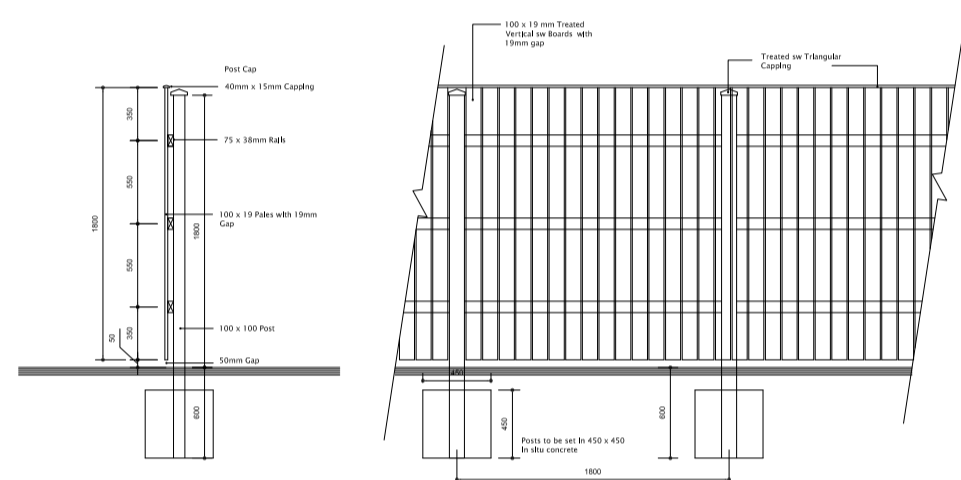 Post Cap
40mm x 15mm Capping
75 x 38mm Rails
100 x 19 Pales with 19mm
Gap
100 x 100 Post
50mm Gap
350
550
550
350
50
1800
1800
600
100 x 19 mm Treated
Vertical sw Boards with
19mm gap
Treated sw Triangular
Capping
450
450
600
Posts to be set in 450 x 450
in situ concrete
1800